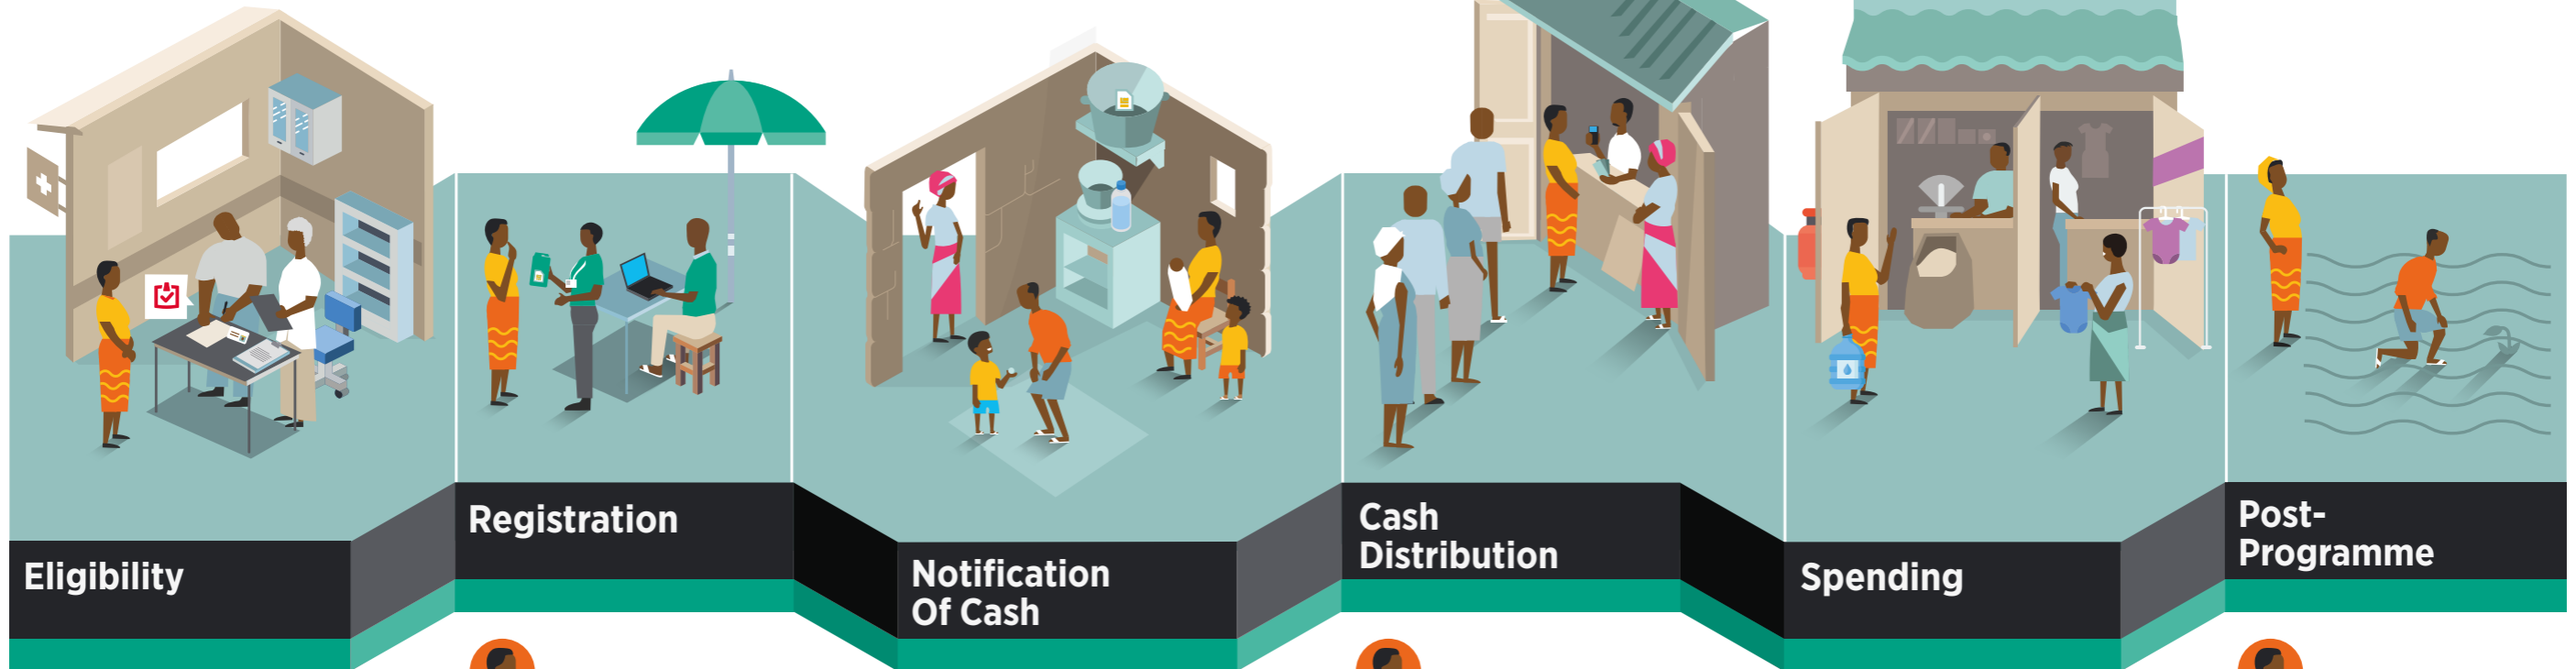 Eligibility
Registration
Notification
Of Cash
Cash
Distribution
Spending
Post-
Programme